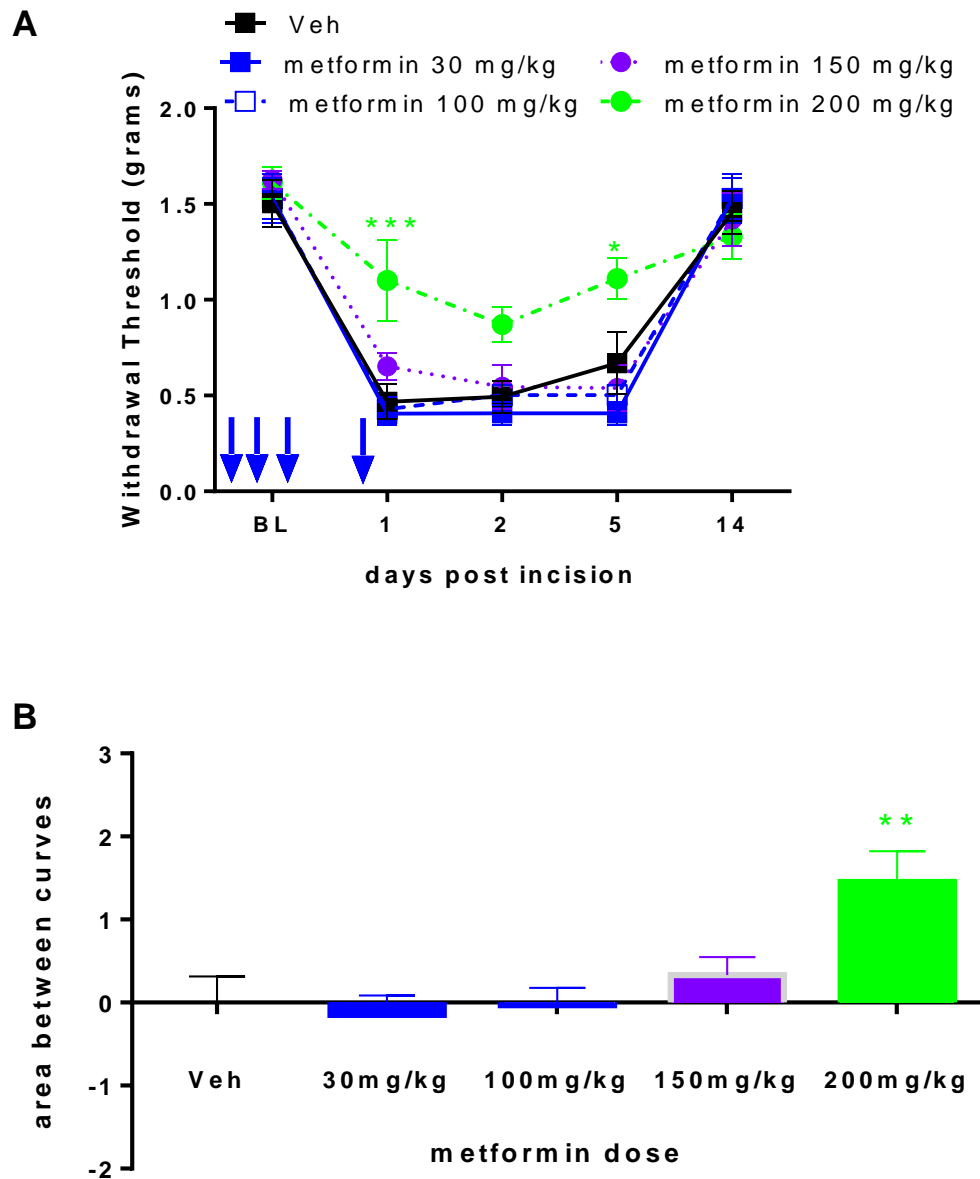 A
Veh
metformin 30 mg/kg
metformin 150 mg/kg
metformin 100 mg/kg
metformin 200 mg/kg
Withdrawal Threshold (grams)
2.0
1.5
1.0
0.5
0.0
***
*
BL 1 2 5 14
days post incision
B
area between curves
3
2
1
0
-1
-2
**
Veh 30mg/kg 100mg/kg 150mg/kg 200mg/kg
metformin dose